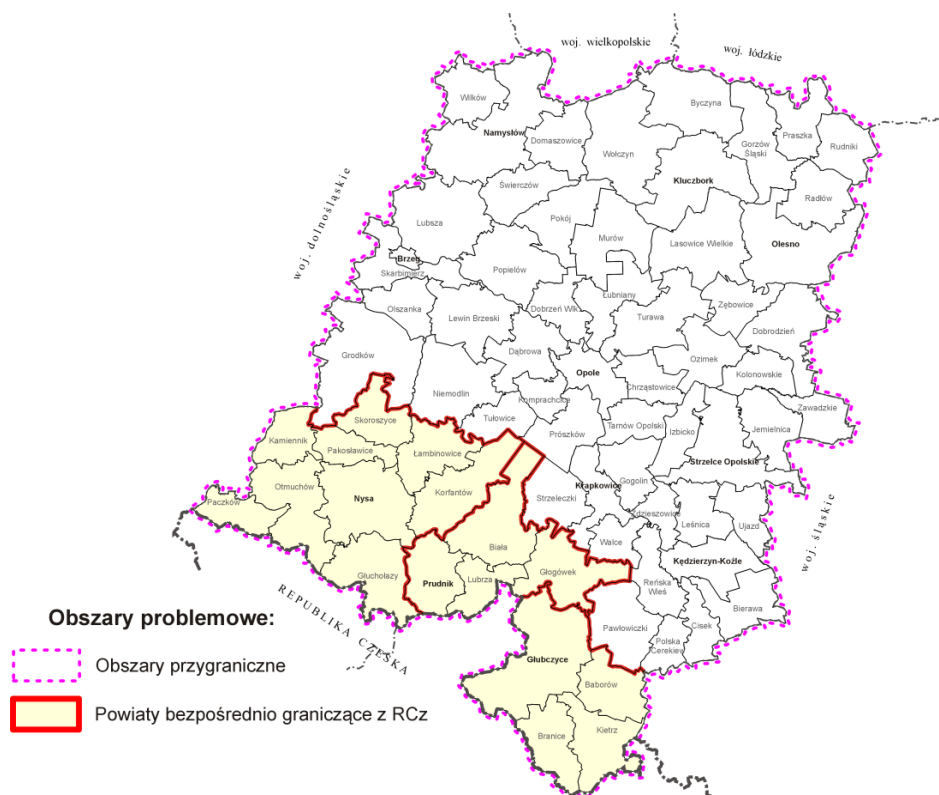 woj. wielkopolskie
woj. łódzkie
Wilków
Byczyna
Namysłów
Domaszowice
Praszka
Gorzów
Śląski
Rudniki
Wołczyn
Kluczbork
Świerczów
Radłów
Lubsza
Pokój
Murów
Lasowice Wielkie
Olesno
woj. dolnośląskie
Brzeg
Skarbimierz
Popielów
Olszanka
Lewin Brzeski
Dobrzeń Wlk.
Łubniany
Turawa
Zębowice
Dobrodzień
Grodków
Dąbrowa
Opole
Ozimek
Kolonowskie
Niemodlin
Komprachcice
Chrząstowice
Skoroszyce
Tułowice
Prószków
Tarnów Opolski
Izbicko
Jemielnica
Zawadzkie
Kamiennik
Pakosławice
Łambinowice
Strzelce Opolskie
Otmuchów
Nysa
Korfantów
Strzeleczki
Krapkowice
Gogolin
Paczków
Zdzieszowice
Leśnica
Ujazd
woj. śląskie
Biała
Walce
Głuchołazy
Prudnik
Lubrza
Głogówek
Kędzierzyn-Koźle
Reńska
Wieś
Bierawa
REPUBLIKA CZESKA
Pawłowiczki
Cisek
Polska
Cerekiew
Głubczyce
Baborów
Branice
Kietrz
Obszary problemowe:
Obszary przygraniczne
Powiaty bezpośrednio graniczące z RCz